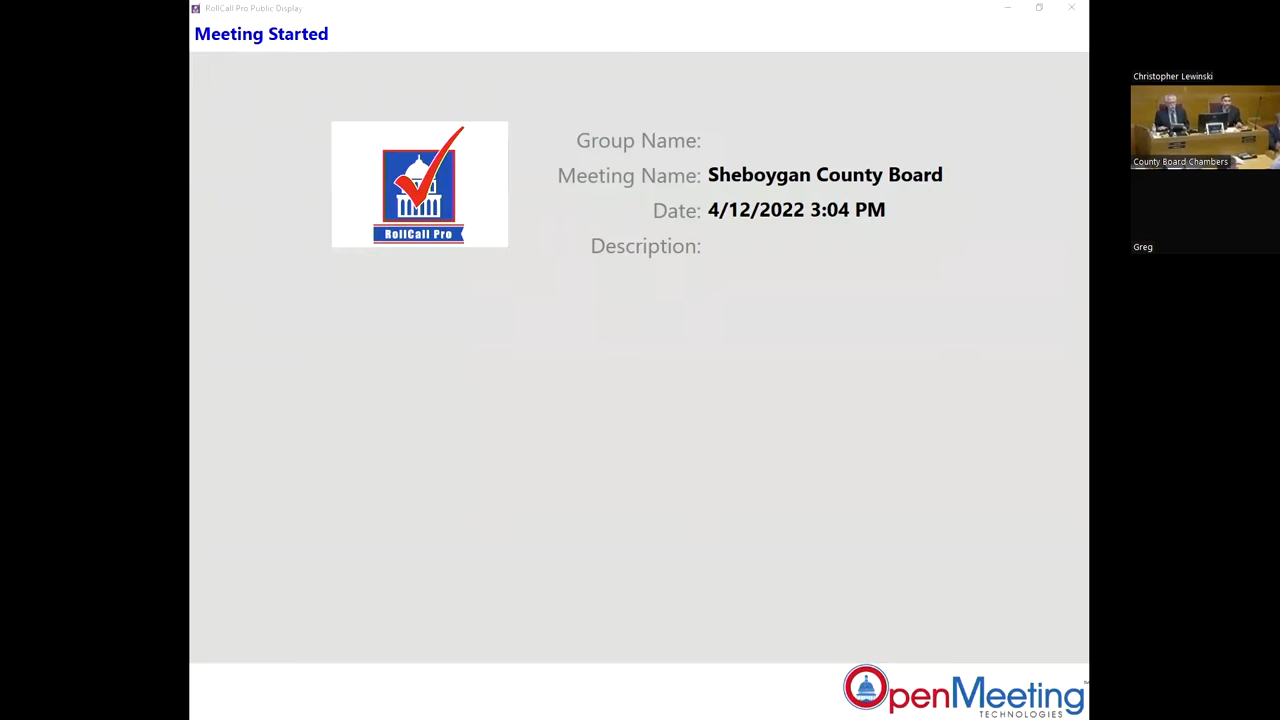 RollCall Pro Public Display
Meeting Started
RollCall Pro
Group Name:
Meeting Name: Sheboygan County Board
Date: 4/12/2022 3:04 PM
Description:
Christopher Lewinski
County Board Chambers
Greg
OpenMeeting
TECHNOLOGIES